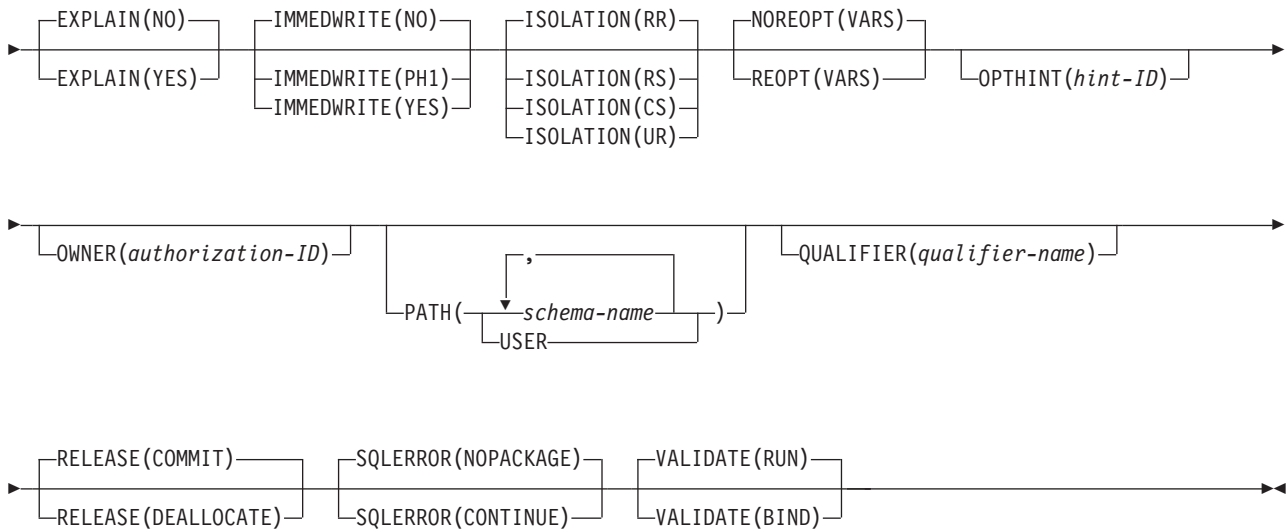 EXPLAIN(NO) IMMEDWRITE(NO) ISOLATION(RR) NOREOPT(VARS)
EXPLAIN(YES) IMMEDWRITE(PH1) ISOLATION(RS) REOPT(VARS) OPTHINT(hint-ID)
IMMEDWRITE(YES) ISOLATION(CS)
ISOLATION(UR)
OWNER(authorization-ID) QUALIFIER(qualifier-name)
,
PATH( schema-name )
USER
RELEASE(COMMIT) SQLERROR(NOPACKAGE) VALIDATE(RUN)
RELEASE(DEALLOCATE) SQLERROR(CONTINUE) VALIDATE(BIND)